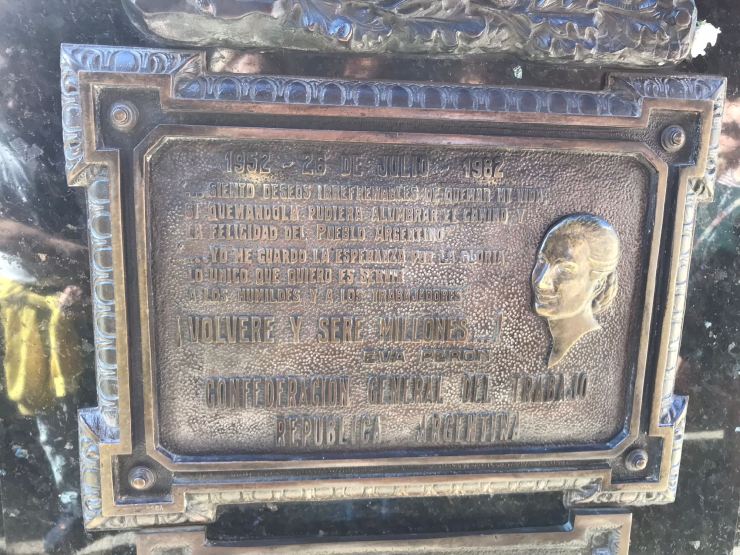 1952 - 26 DE JULIO - 1982
"... SIENTO DESEOS IRREFRENABLES DE QUEMAR MI VIDA
SI QUEMANDOLA PUDIERA ALUMBRAR EL CAMINO Y
LA FELICIDAD DEL PUEBLO ARGENTINO"
"... YO ME GUARDO LA ESPERANZA POR LA GLORIA
LO UNICO QUE QUIERO ES SERVIR
A LOS HUMILDES Y A LOS TRABAJADORES"
¡VOLVERE Y SERE MILLONES...!
EVA PERON
CONFEDERACION GENERAL DEL TRABAJO
REPUBLICA ARGENTINA